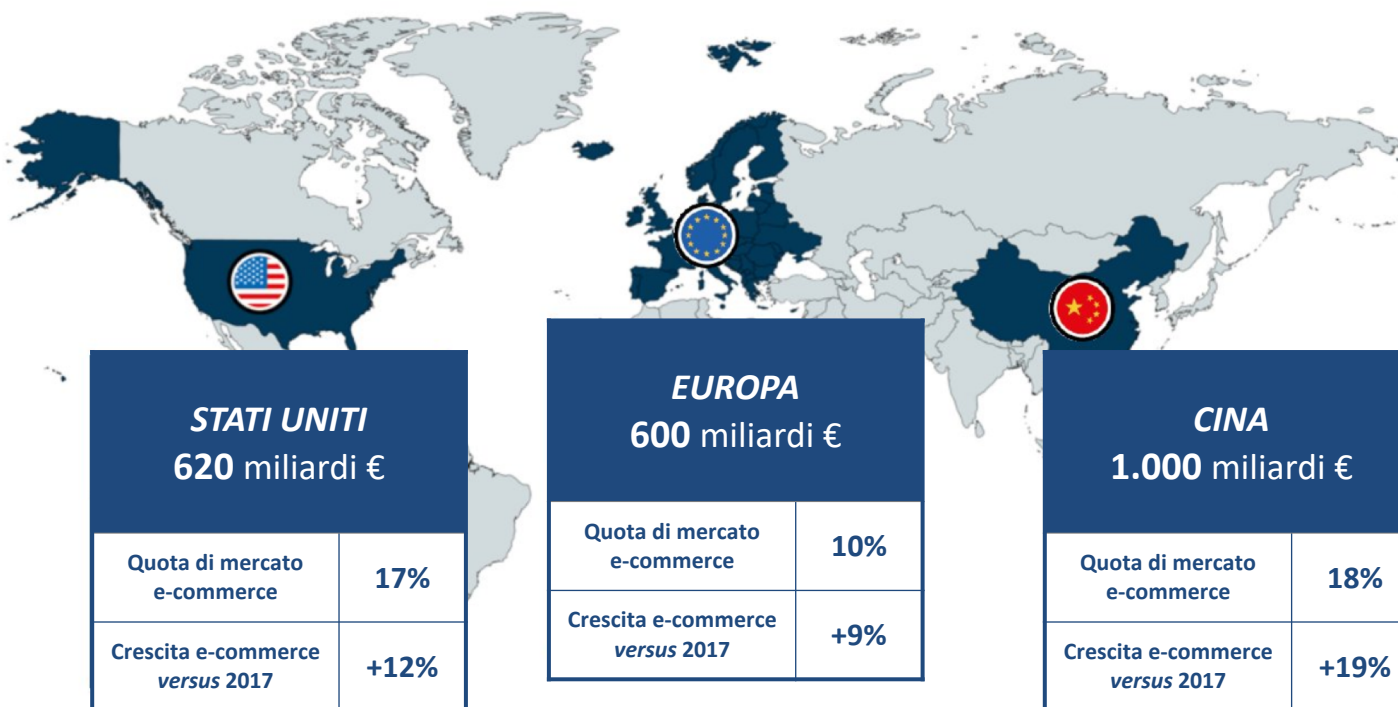 STATI UNITI
620 miliardi €
Quota di mercato
e-commerce
17%
Crescita e-commerce
versus 2017
+12%
EUROPA
600 miliardi €
Quota di mercato
e-commerce
10%
Crescita e-commerce
versus 2017
+9%
CINA
1.000 miliardi €
Quota di mercato
e-commerce
18%
Crescita e-commerce
versus 2017
+19%